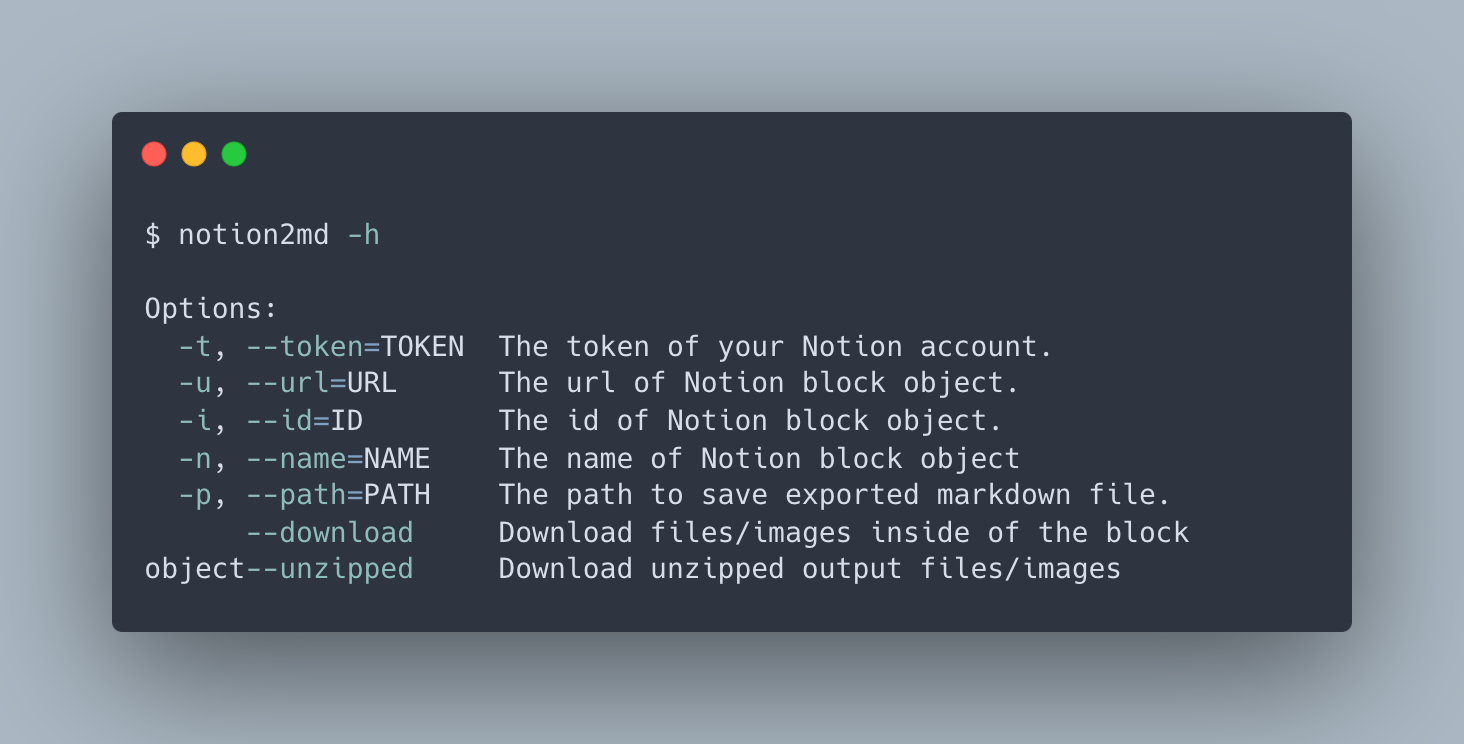 $ notion2md -h
Options:
-t, --token=TOKEN  The token of your Notion account.
-u, --url=URL      The url of Notion block object.
-i, --id=ID        The id of Notion block object.
-n, --name=NAME    The name of Notion block object
-p, --path=PATH    The path to save exported markdown file.
--download     Download files/images inside of the block
object--unzipped     Download unzipped output files/images